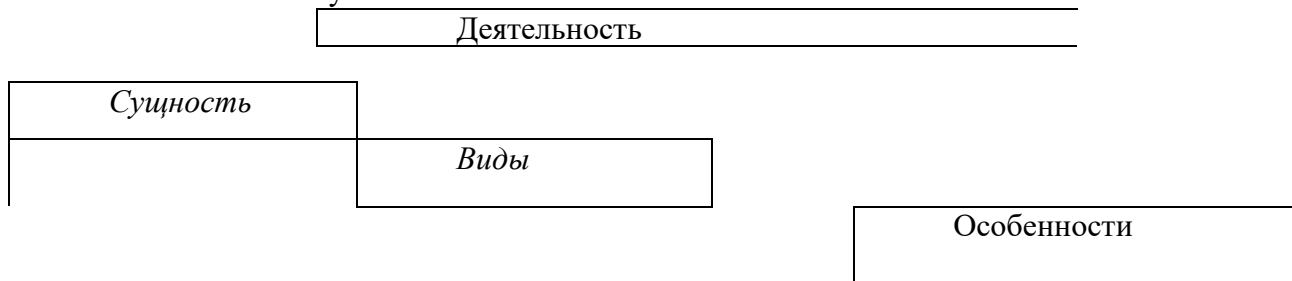 Деятельность
Сущность
Виды
Особенности